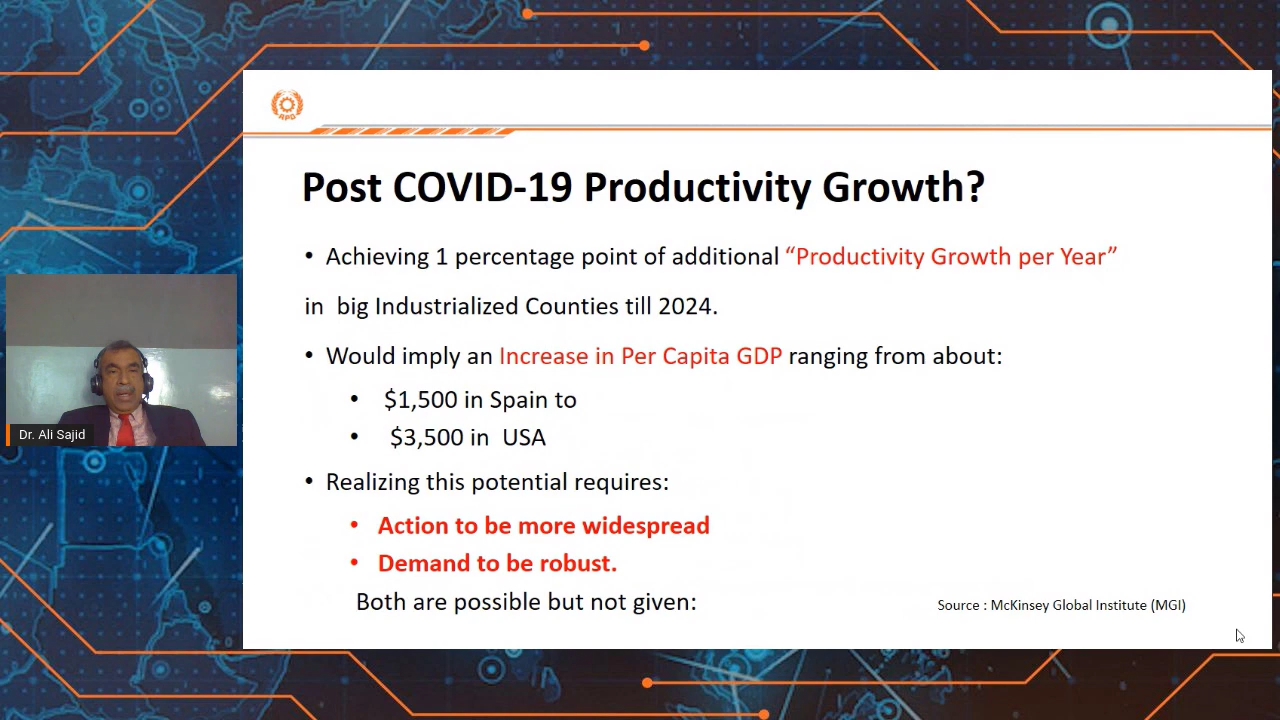 APO
Post COVID-19 Productivity Growth?
• Achieving 1 percentage point of additional “Productivity Growth per Year”
in big Industrialized Counties till 2024.
• Would imply an Increase in Per Capita GDP ranging from about:
• $1,500 in Spain to
• $3,500 in USA
• Realizing this potential requires:
• Action to be more widespread
• Demand to be robust.
Both are possible but not given:
Source : McKinsey Global Institute (MGI)
Dr. Ali Sajid